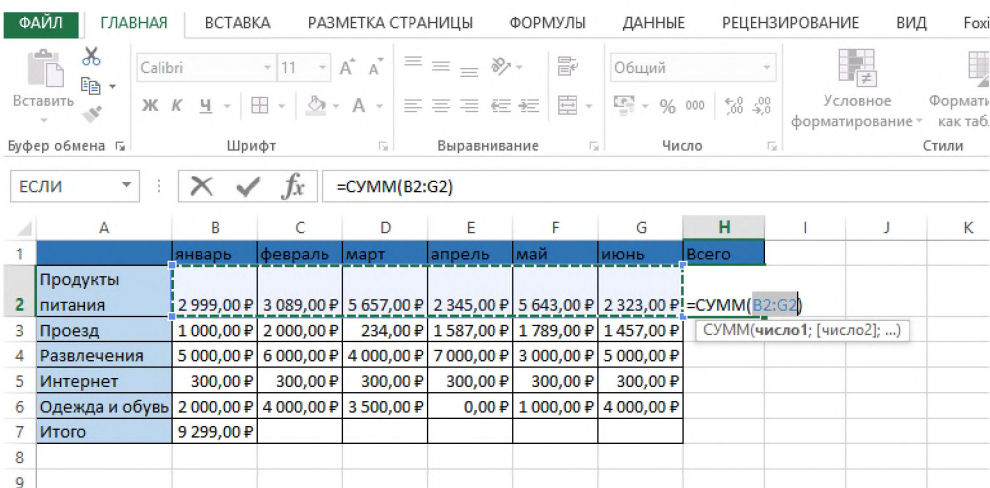 ФАЙЛ ГЛАВНАЯ ВСТАВКА РАЗМЕТКА СТРАНИЦЫ ФОРМУЛЫ ДАННЫЕ РЕЦЕНЗИРОВАНИЕ ВИД Foxi
Calibri 11 Общий
Вставить Ж К Ч А % 000 Условное форматирование Формати как таб.
Буфер обмена Шрифт Выравнивание Число Стили
ЕСЛИ fx =СУММ(B2:G2)
A B C D E F G H I J K
1 январь февраль март апрель май июнь Всего
2 Продукты питания 2 999,00 ₽ 3 089,00 ₽ 5 657,00 ₽ 2 345,00 ₽ 5 643,00 ₽ 2 323,00 ₽ =СУММ(B2:G2)
СУММ(число1; [число2]; ...)
3 Проезд 1 000,00 ₽ 2 000,00 ₽ 234,00 ₽ 1 587,00 ₽ 1 789,00 ₽ 1 457,00 ₽
4 Развлечения 5 000,00 ₽ 6 000,00 ₽ 4 000,00 ₽ 7 000,00 ₽ 3 000,00 ₽ 5 000,00 ₽
5 Интернет 300,00 ₽ 300,00 ₽ 300,00 ₽ 300,00 ₽ 300,00 ₽ 300,00 ₽
6 Одежда и обувь 2 000,00 ₽ 4 000,00 ₽ 3 500,00 ₽ 0,00 ₽ 1 000,00 ₽ 4 000,00 ₽
7 Итого 9 299,00 ₽
8
9